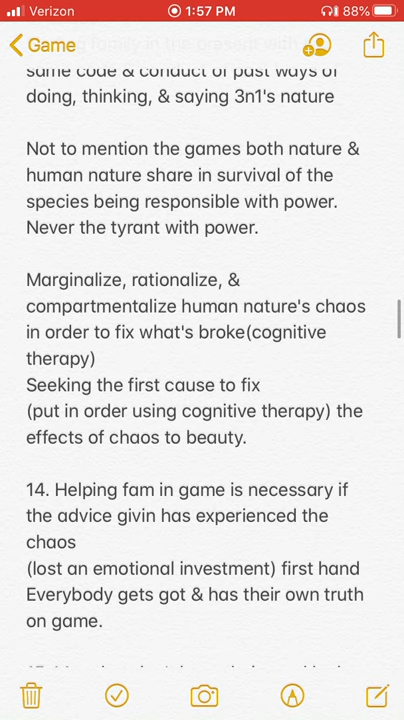 Verizon 1:57 PM 88%
Game
same code & conduct of past ways of
doing, thinking, & saying 3n1's nature
Not to mention the games both nature &
human nature share in survival of the
species being responsible with power.
Never the tyrant with power.
Marginalize, rationalize, &
compartmentalize human nature's chaos
in order to fix what's broke(cognitive
therapy)
Seeking the first cause to fix
(put in order using cognitive therapy) the
effects of chaos to beauty.
14. Helping fam in game is necessary if
the advice givin has experienced the
chaos
(lost an emotional investment) first hand
Everybody gets got & has their own truth
on game.